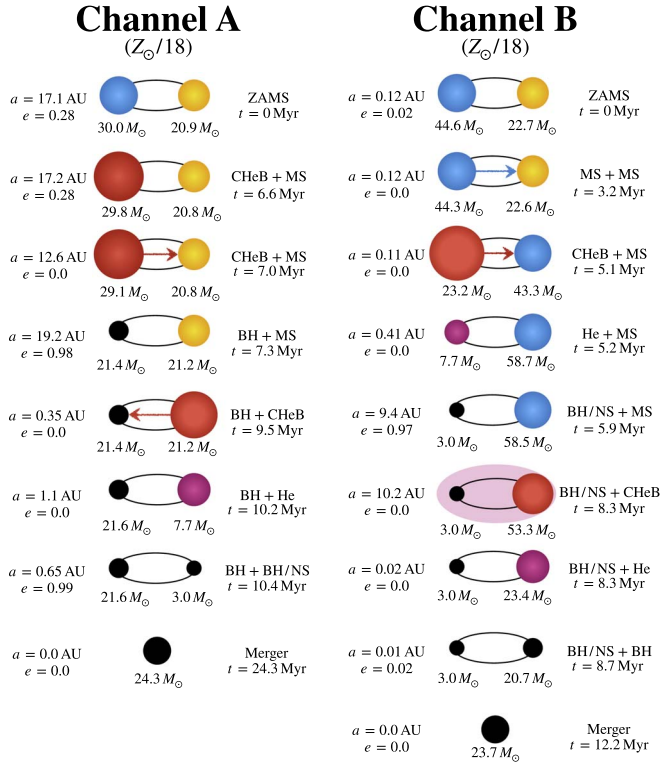 Channel A
(Z⊙/18)
a = 17.1 AU
e = 0.28
30.0 M⊙ 20.9 M⊙
ZAMS
t = 0 Myr
a = 17.2 AU
e = 0.28
29.8 M⊙ 20.8 M⊙
CHeB + MS
t = 6.6 Myr
a = 12.6 AU
e = 0.0
29.1 M⊙ 20.8 M⊙
CHeB + MS
t = 7.0 Myr
a = 19.2 AU
e = 0.98
21.4 M⊙ 21.2 M⊙
BH + MS
t = 7.3 Myr
a = 0.35 AU
e = 0.0
21.4 M⊙ 21.2 M⊙
BH + CHeB
t = 9.5 Myr
a = 1.1 AU
e = 0.0
21.6 M⊙ 7.7 M⊙
BH + He
t = 10.2 Myr
a = 0.65 AU
e = 0.99
21.6 M⊙ 3.0 M⊙
BH + BH/NS
t = 10.4 Myr
a = 0.0 AU
e = 0.0
24.3 M⊙
Merger
t = 24.3 Myr
Channel B
(Z⊙/18)
a = 0.12 AU
e = 0.02
44.6 M⊙ 22.7 M⊙
ZAMS
t = 0 Myr
a = 0.12 AU
e = 0.0
44.3 M⊙ 22.6 M⊙
MS + MS
t = 3.2 Myr
a = 0.11 AU
e = 0.0
23.2 M⊙ 43.3 M⊙
CHeB + MS
t = 5.1 Myr
a = 0.41 AU
e = 0.0
7.7 M⊙ 58.7 M⊙
He + MS
t = 5.2 Myr
a = 9.4 AU
e = 0.97
3.0 M⊙ 58.5 M⊙
BH/NS + MS
t = 5.9 Myr
a = 10.2 AU
e = 0.0
3.0 M⊙ 53.3 M⊙
BH/NS + CHeB
t = 8.3 Myr
a = 0.02 AU
e = 0.0
3.0 M⊙ 23.4 M⊙
BH/NS + He
t = 8.3 Myr
a = 0.01 AU
e = 0.02
3.0 M⊙ 20.7 M⊙
BH/NS + BH
t = 8.7 Myr
a = 0.0 AU
e = 0.0
23.7 M⊙
Merger
t = 12.2 Myr